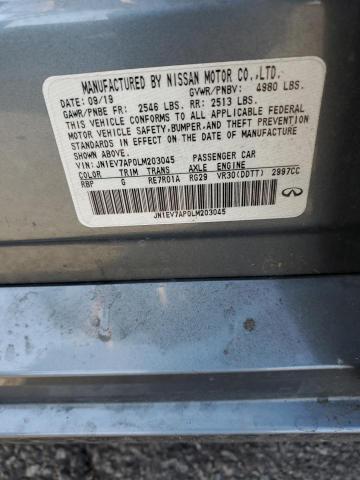 MANUFACTURED BY NISSAN MOTOR CO.,LTD.
DATE: 09/19 GVWR/PNBV: 4980 LBS.
GAWR/PNBE FR: 2546 LBS. RR: 2513 LBS.
THIS VEHICLE CONFORMS TO ALL APPLICABLE FEDERAL
MOTOR VEHICLE SAFETY, BUMPER, AND THEFT PREVENTION
STANDARDS IN EFFECT ON THE DATE OF MANUFACTURE
SHOWN ABOVE.
VIN: JN1EV7AP0LM203045 PASSENGER CAR
COLOR TRIM TRANS AXLE ENGINE
RBP G RE7R01A RG29 VR30(DDTT) 2997CC
JN1EV7AP0LM203045